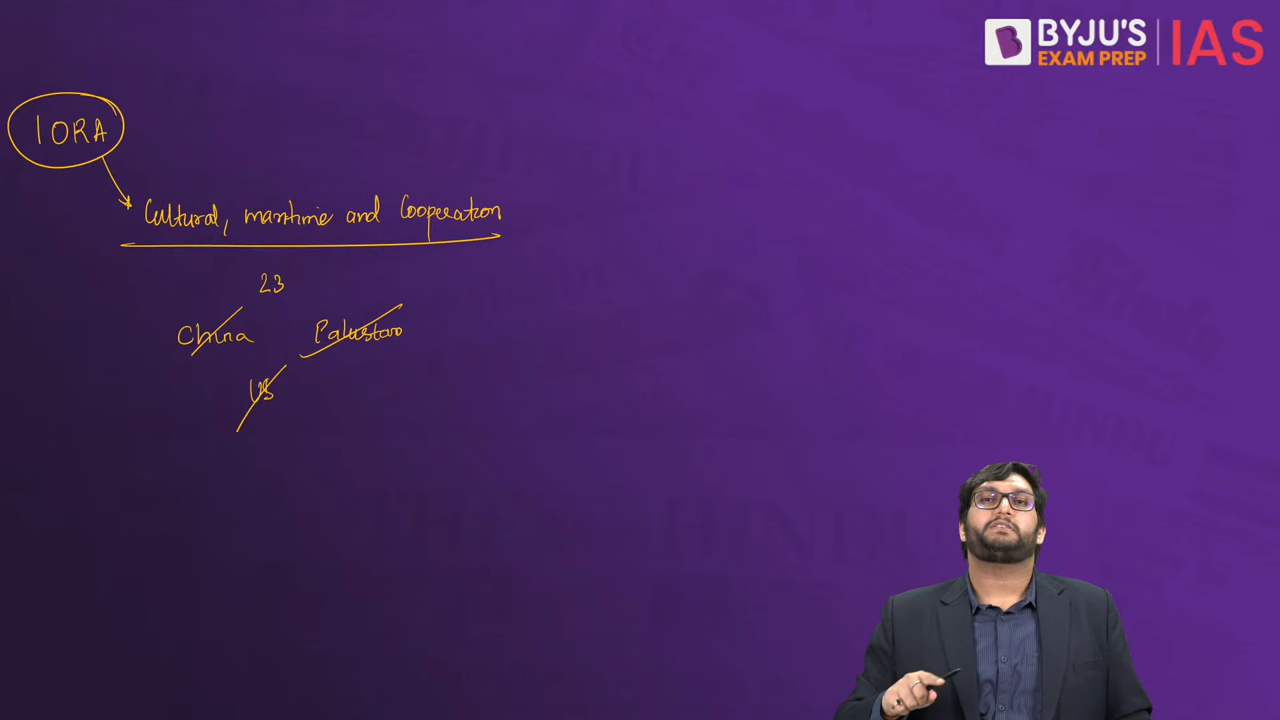 BYJU'S
EXAM PREP
IAS
IORA
Cultural, maritime and Cooperation
23
China Pakistan
US